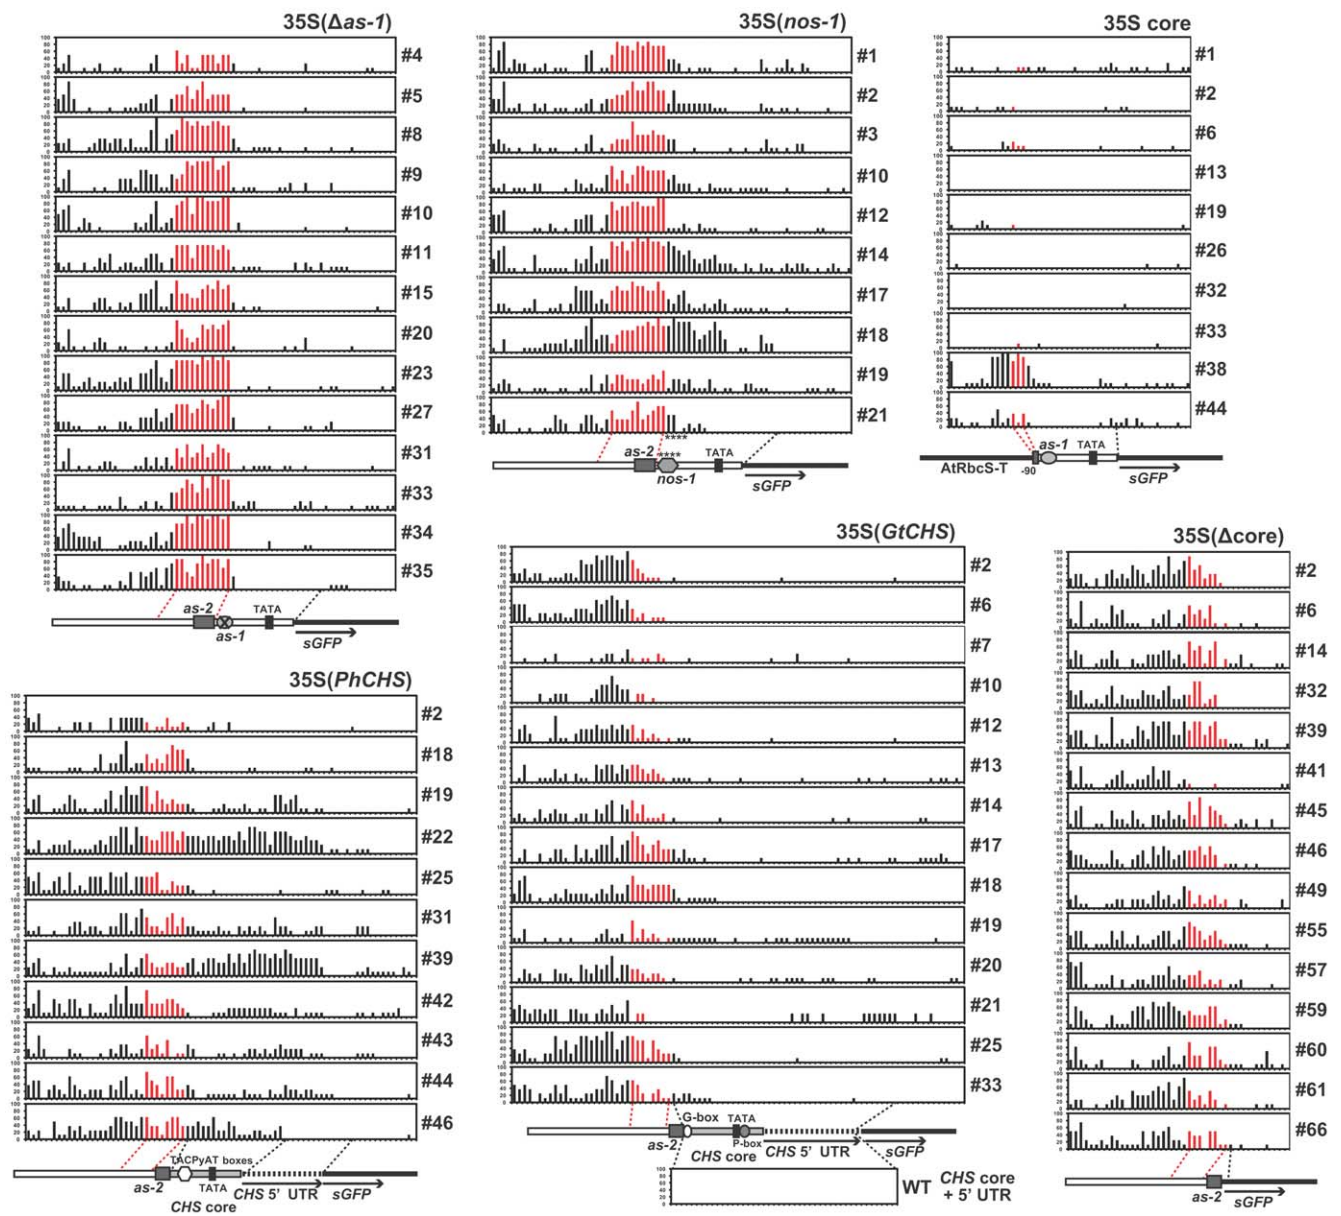 35S(Δas-1)
#4
#5
#8
#9
#10
#11
#15
#20
#23
#27
#31
#33
#34
#35
as-2
TATA
as-1
sGFP
35S(nos-1)
#1
#2
#3
#10
#12
#14
#17
#18
#19
#21
****
as-2
****
TATA
nos-1
sGFP
35S core
#1
#2
#6
#13
#19
#26
#32
#33
#38
#44
as-1
TATA
AtRbcS-T
-90
sGFP
35S(PhCHS)
#2
#18
#19
#22
#25
#31
#39
#42
#43
#44
#46
TACPyAT boxes
as-2
TATA
CHS 5' UTR
sGFP
CHS core
35S(GtCHS)
#2
#6
#7
#10
#12
#13
#14
#17
#18
#19
#20
#21
#25
#33
G-box
TATA
as-2
P-box
CHS core
CHS 5' UTR
sGFP
WT
CHS core
+ 5' UTR
35S(Δcore)
#2
#6
#14
#32
#39
#41
#45
#46
#49
#55
#57
#59
#60
#61
#66
as-2
sGFP